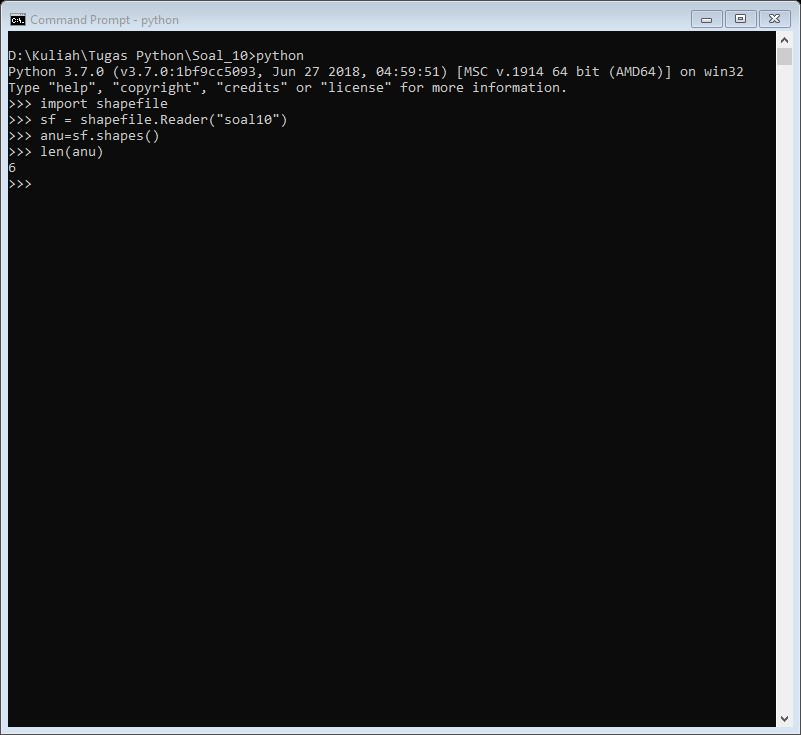 Command Prompt - python
D:\Kuliah\Tugas Python\Soal_10>python
Python 3.7.0 (v3.7.0:1bf9cc5093, Jun 27 2018, 04:59:51) [MSC v.1914 64 bit (AMD64)] on win32
Type "help", "copyright", "credits" or "license" for more information.
>>> import shapefile
>>> sf = shapefile.Reader("soal10")
>>> anu=sf.shapes()
>>> len(anu)
6
>>>